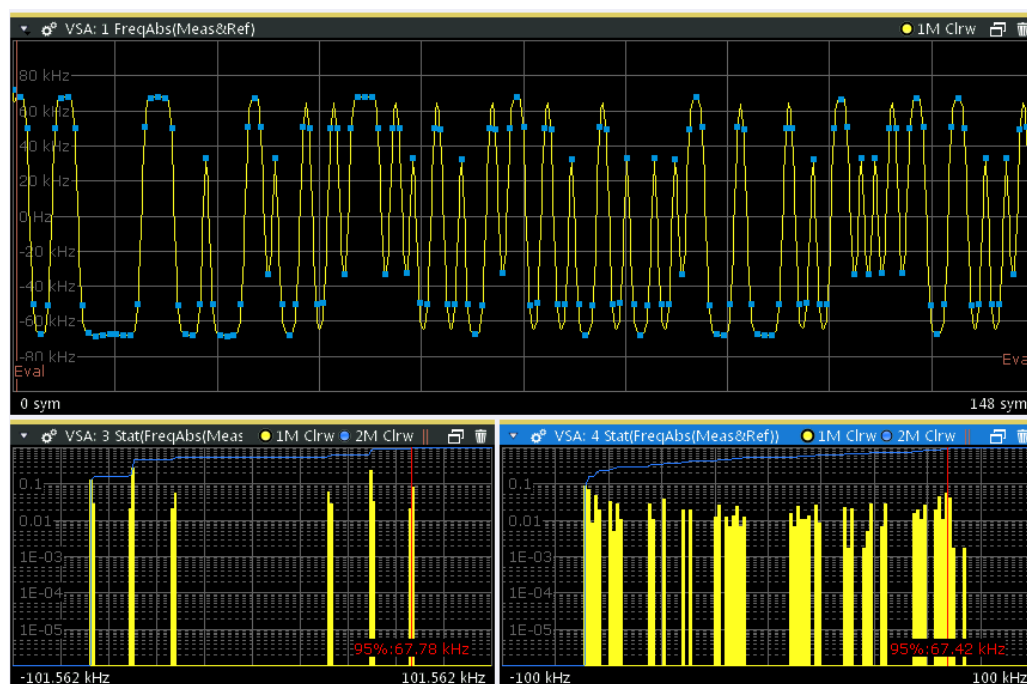 VSA: 1 FreqAbs(Meas&Ref)
1M Clrw
80 kHz
60 kHz
40 kHz
20 kHz
0 Hz
-20 kHz
-40 kHz
-60 kHz
-80 kHz
Eval
Eva
0 sym
148 sym
VSA: 3 Stat(FreqAbs(Meas
1M Clrw
2M Clrw
0.1
0.01
1E-03
1E-04
1E-05
95%:67.78 kHz
-101.562 kHz
101.562 kHz
VSA: 4 Stat(FreqAbs(Meas&Ref))
1M Clrw
2M Clrw
0.1
0.01
1E-03
1E-04
1E-05
95%:67.42 kHz
-100 kHz
100 kHz